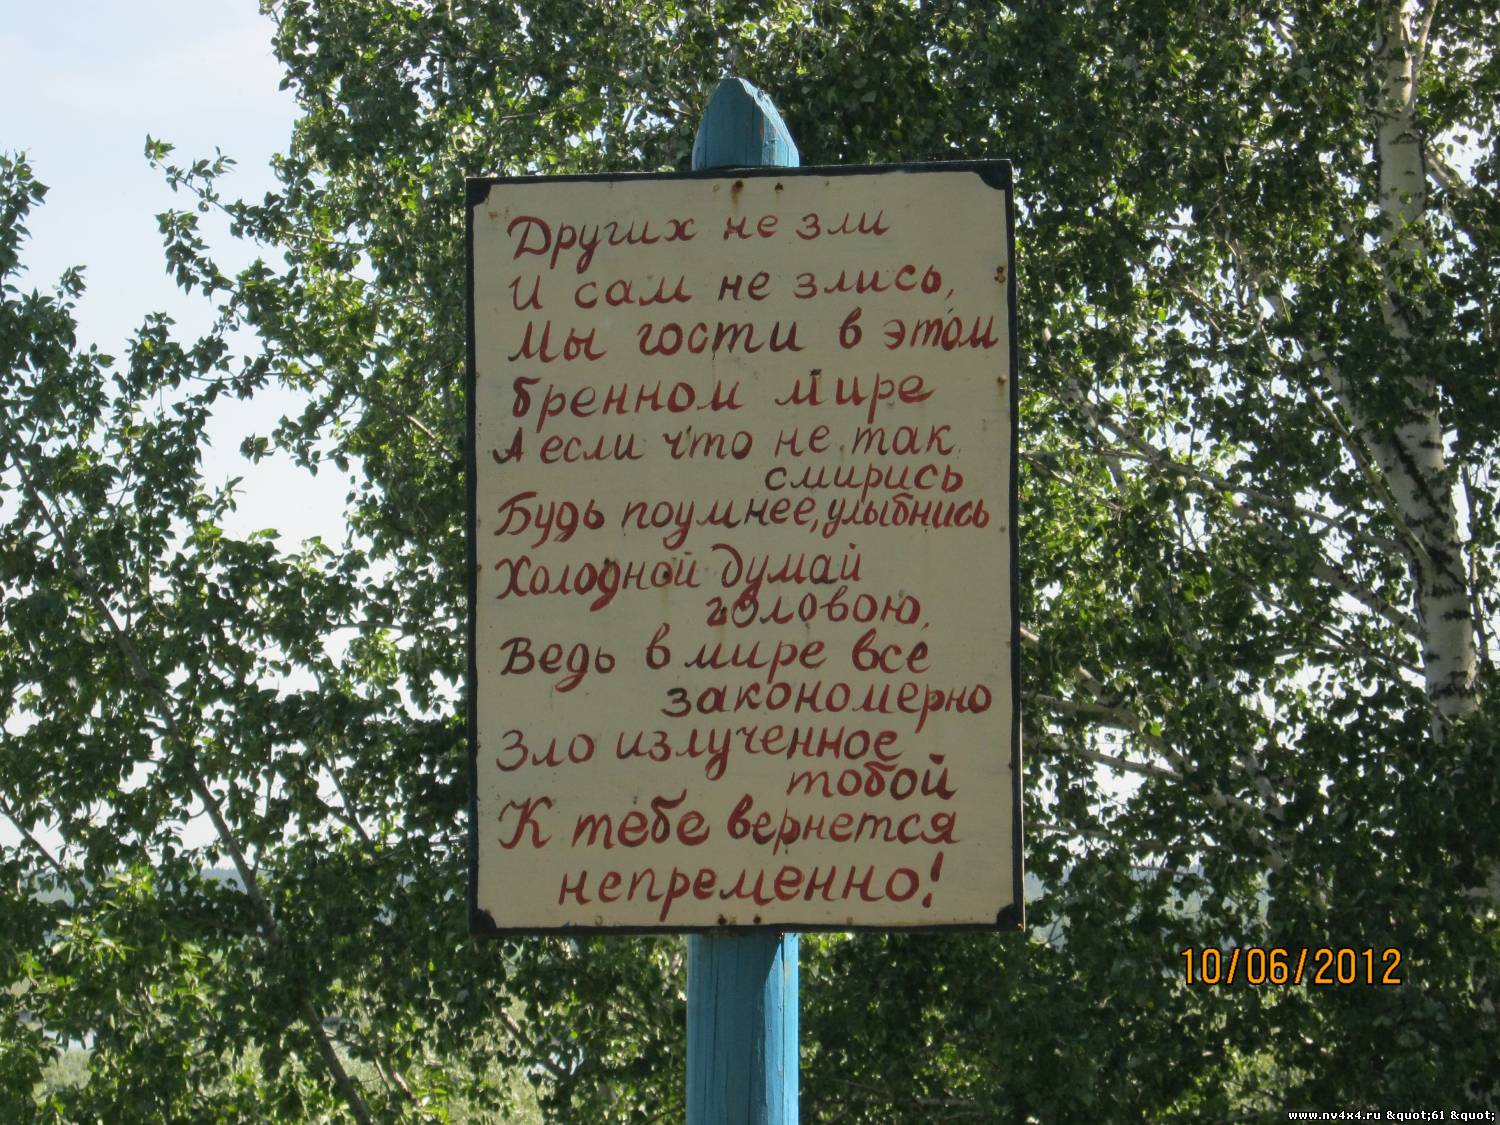 Других не зли
И сам не злись,
Мы гости в этом
бренном мире
А если что не так,
смирись
Будь поумнее, улыбнись
Холодной думай
головою,
Ведь в мире все
закономерно
Зло излученное
тобой
К тебе вернется
непременно!
10/06/2012
www.nv4x4.ru &quot;61 &quot;